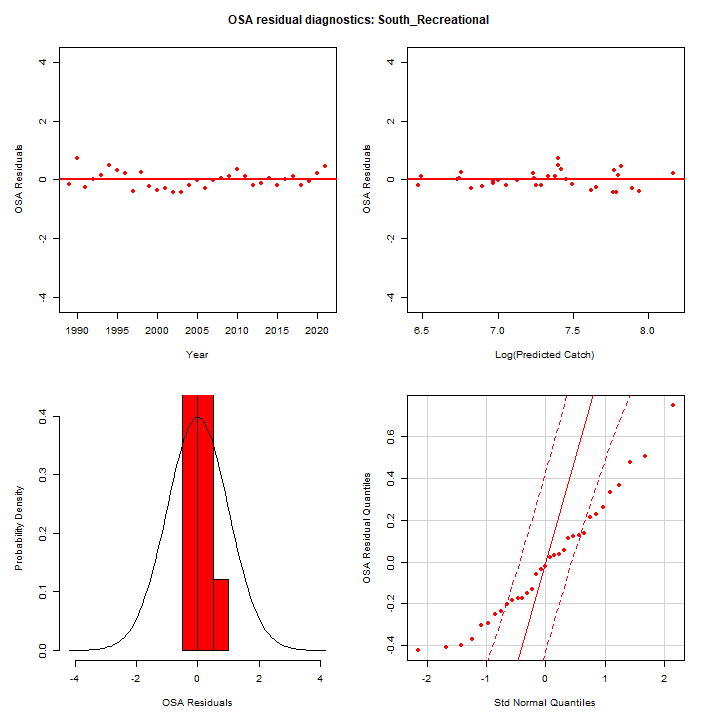 OSA residual diagnostics: South_Recreational
OSA Residuals
4
2
0
-2
-4
1990 1995 2000 2005 2010 2015 2020
Year
OSA Residuals
4
2
0
-2
-4
6.5 7.0 7.5 8.0
Log(Predicted Catch)
Probability Density
0.4
0.3
0.2
0.1
0.0
-4 -2 0 2 4
OSA Residuals
OSA Residual Quantiles
0.6
0.4
0.2
0.0
-0.2
-0.4
-2 -1 0 1 2
Std Normal Quantiles